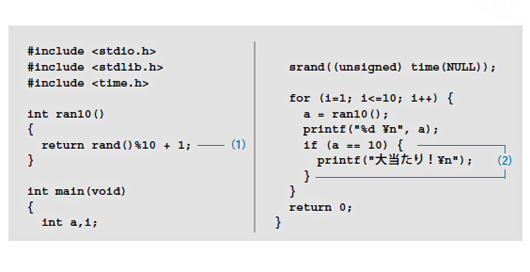 #include <stdio.h>
#include <stdlib.h>
#include <time.h>
int ran10()
{
return rand()%10 + 1; (1)
}
int main(void)
{
int a,i;
srand((unsigned) time(NULL));
for (i=1; i<=10; i++) {
a = ran10();
printf("%d ¥n", a);
if (a == 10) {
printf("大当たり！¥n"); (2)
}
}
return 0;
}